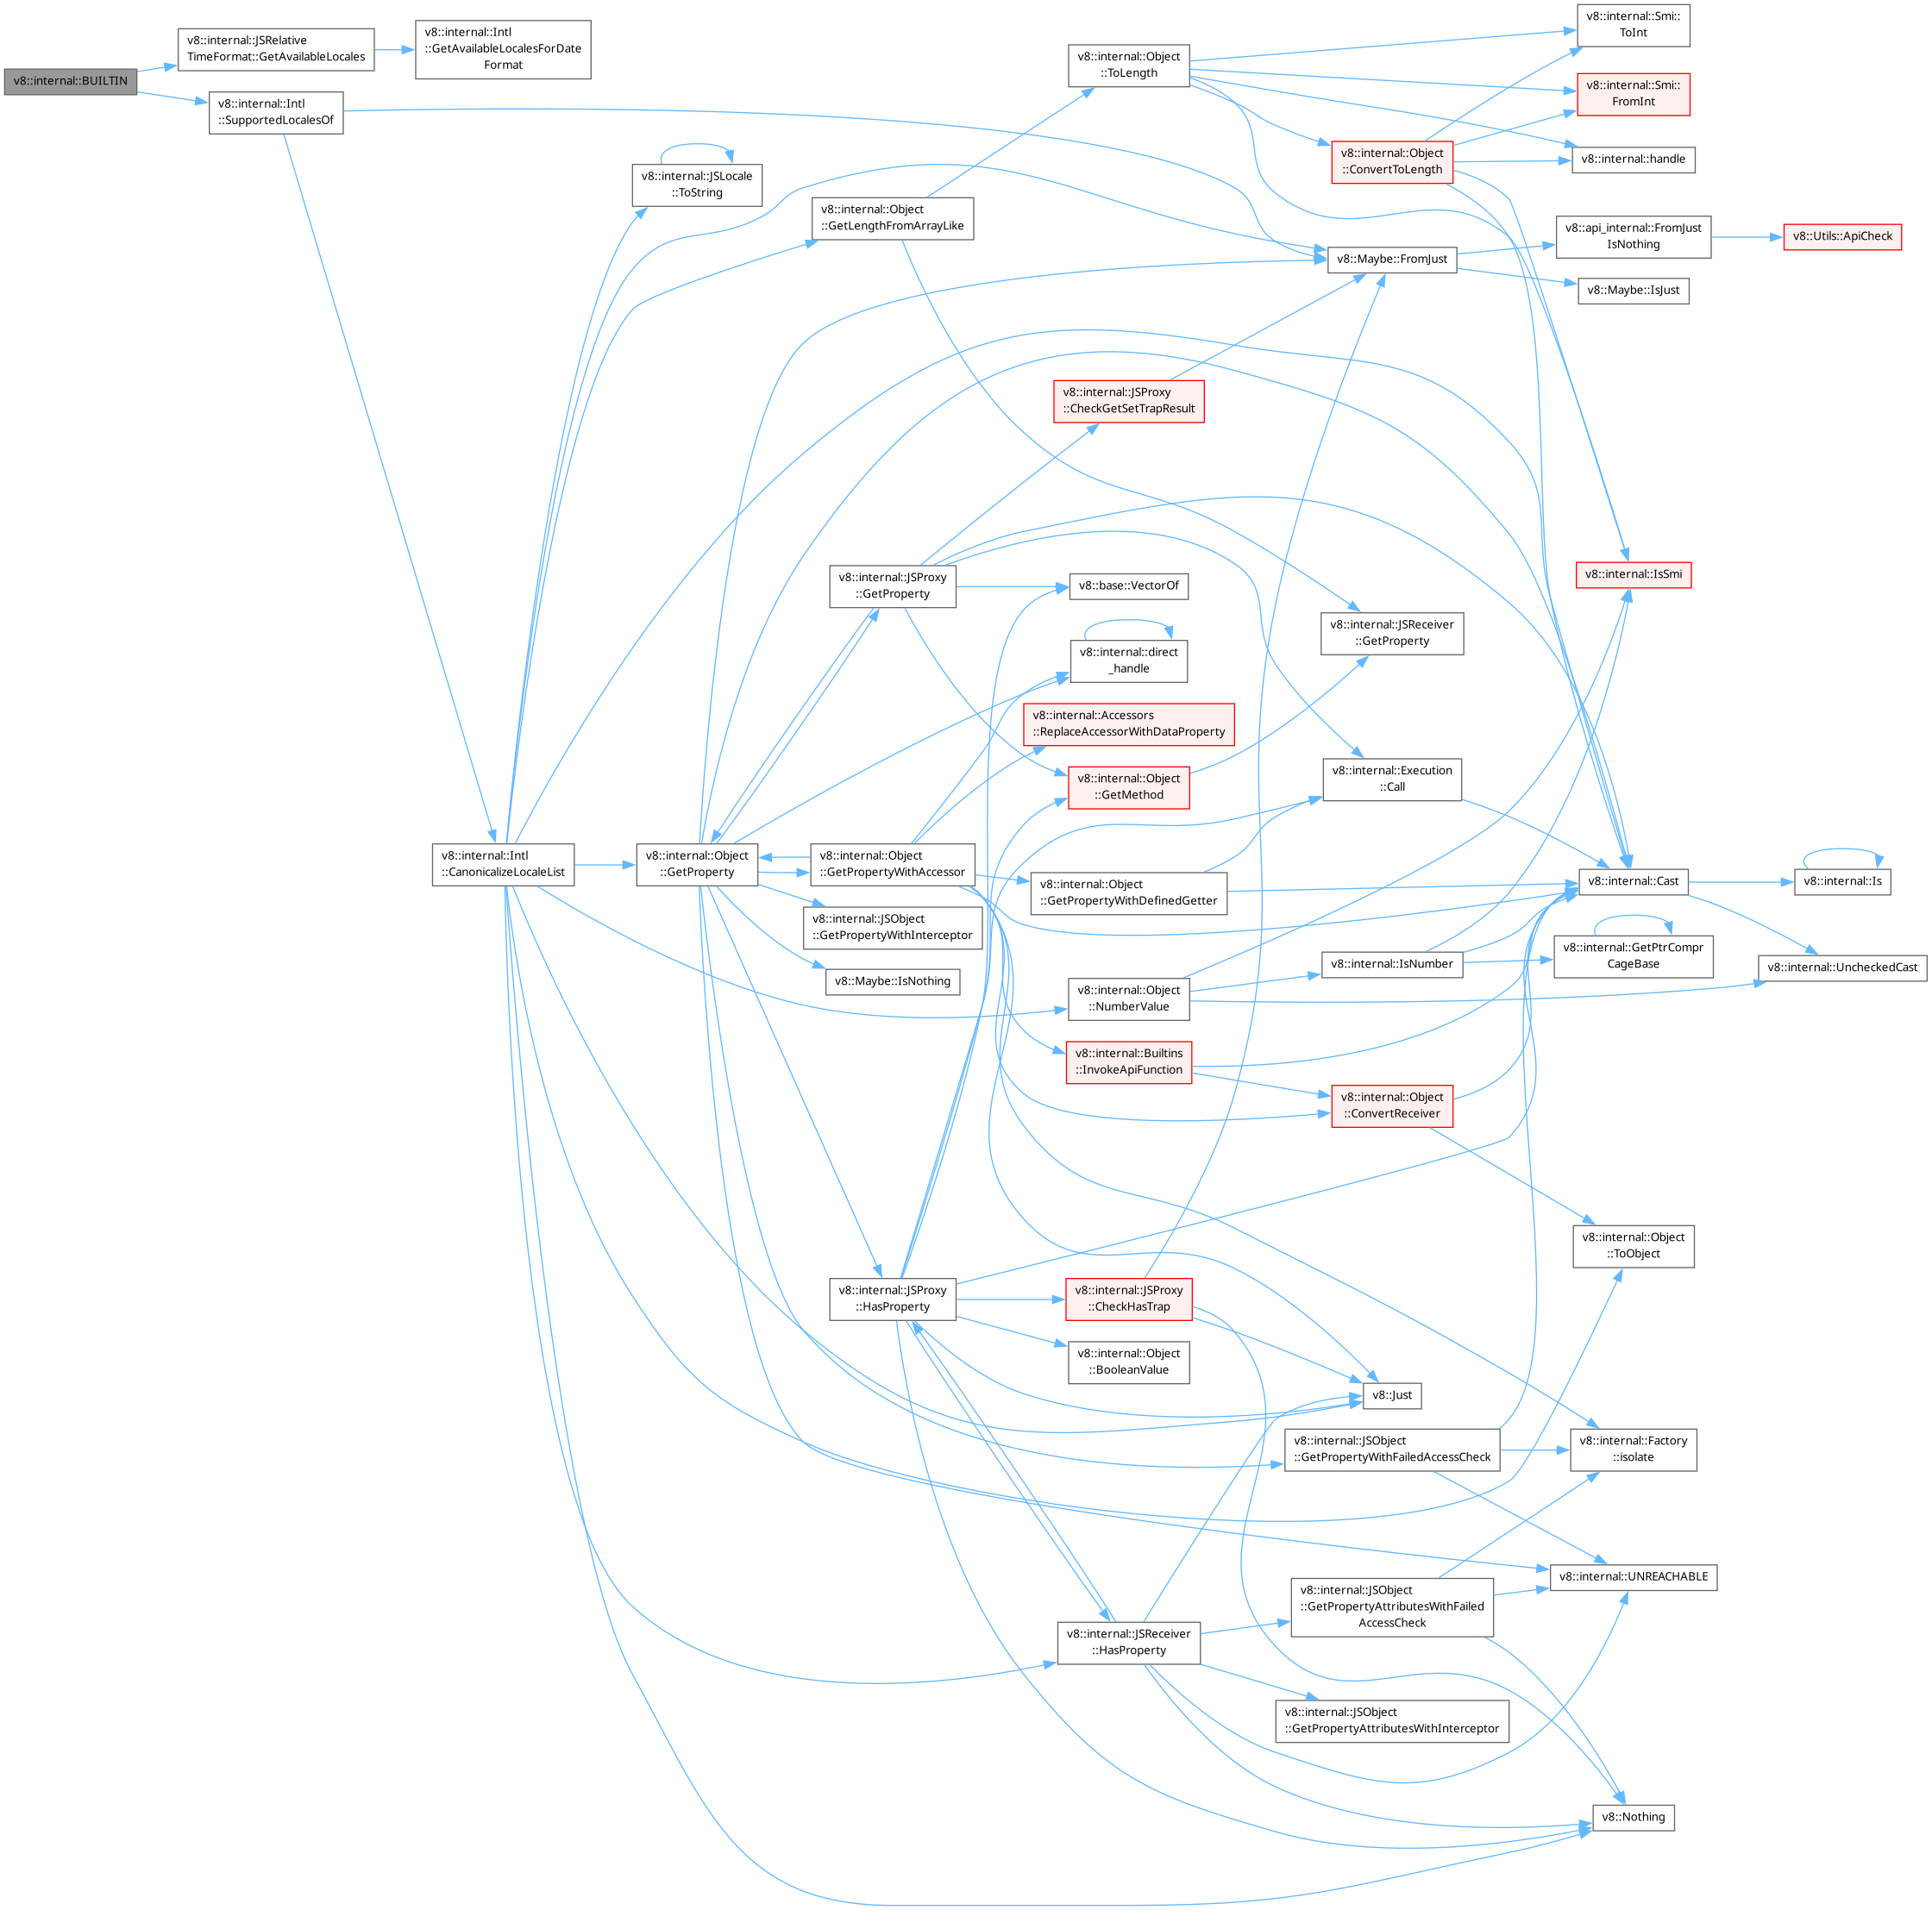 v8::internal::BUILTIN
v8::internal::JSRelative
TimeFormat::GetAvailableLocales
v8::internal::Intl
::GetAvailableLocalesForDate
Format
v8::internal::Intl
::SupportedLocalesOf
v8::internal::Intl
::CanonicalizeLocaleList
v8::internal::JSLocale
::ToString
v8::internal::Object
::GetLengthFromArrayLike
v8::internal::Object
::ToLength
v8::internal::Smi::
ToInt
v8::internal::Smi::
FromInt
v8::internal::Object
::ConvertToLength
v8::internal::handle
v8::Maybe::FromJust
v8::api_internal::FromJust
IsNothing
v8::Utils::ApiCheck
v8::Maybe::IsJust
v8::internal::JSProxy
::CheckGetSetTrapResult
v8::internal::JSProxy
::GetProperty
v8::base::VectorOf
v8::internal::IsSmi
v8::internal::JSReceiver
::GetProperty
v8::internal::direct
_handle
v8::internal::Accessors
::ReplaceAccessorWithDataProperty
v8::internal::Object
::GetMethod
v8::internal::Execution
::Call
v8::internal::Object
::GetProperty
v8::internal::Object
::GetPropertyWithAccessor
v8::internal::Object
::GetPropertyWithDefinedGetter
v8::internal::Cast
v8::internal::Is
v8::internal::JSObject
::GetPropertyWithInterceptor
v8::internal::GetPtrCompr
CageBase
v8::internal::UncheckedCast
v8::Maybe::IsNothing
v8::internal::Object
::NumberValue
v8::internal::IsNumber
v8::internal::Builtins
::InvokeApiFunction
v8::internal::Object
::ConvertReceiver
v8::internal::Object
::ToObject
v8::internal::JSProxy
::HasProperty
v8::internal::JSProxy
::CheckHasTrap
v8::internal::Object
::BooleanValue
v8::Just
v8::internal::JSObject
::GetPropertyWithFailedAccessCheck
v8::internal::Factory
::isolate
v8::internal::UNREACHABLE
v8::internal::JSObject
::GetPropertyAttributesWithFailed
AccessCheck
v8::internal::JSReceiver
::HasProperty
v8::internal::JSObject
::GetPropertyAttributesWithInterceptor
v8::Nothing